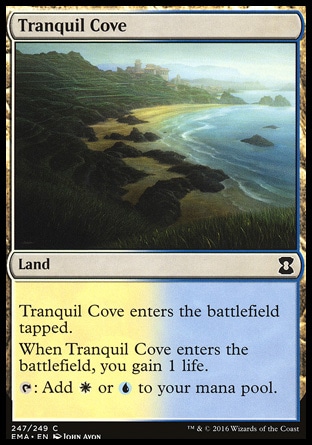 Tranquil Cove
Land
Tranquil Cove enters the battlefield
tapped.
When Tranquil Cove enters the
battlefield, you gain 1 life.
: Add or to your mana pool.
247/249 C
EMA • EN JOHN AVON
™ & © 2016 Wizards of the Coast